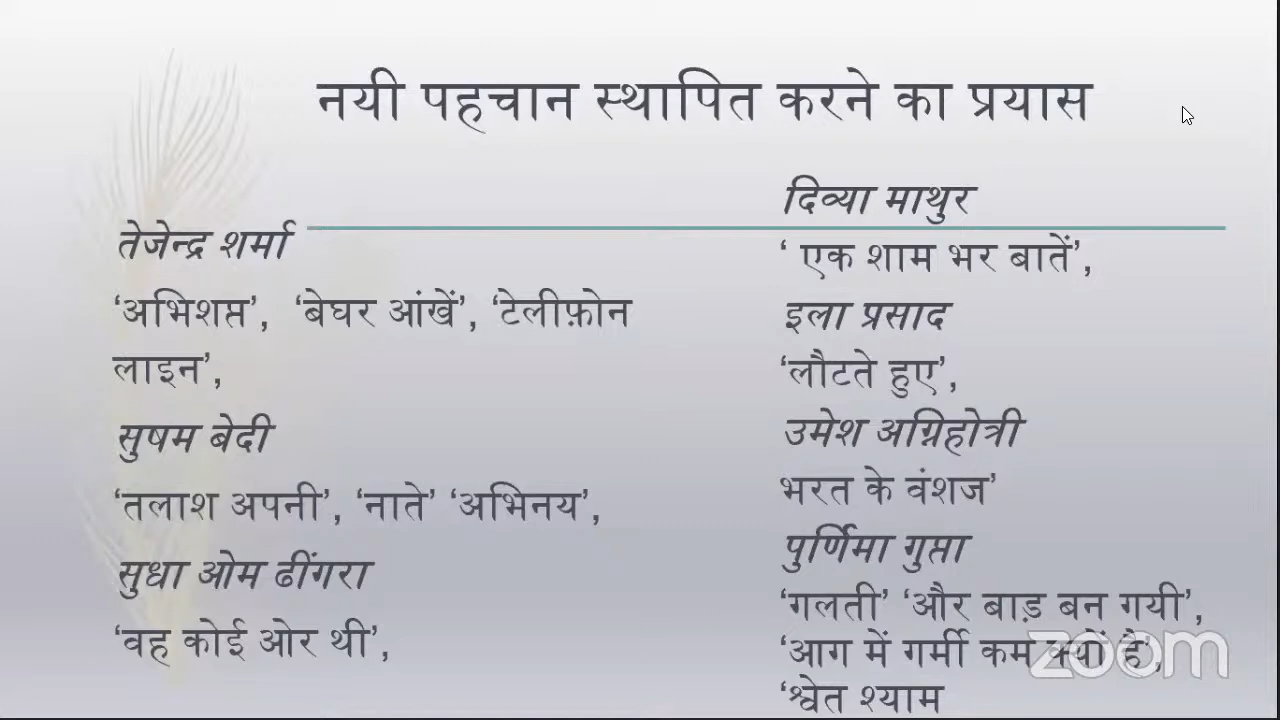 नयी पहचान स्थापित करने का प्रयास
तेजेन्द्र शर्मा
‘अभिशप्त’, ‘बेघर आंखें’, ‘टेलीफ़ोन
लाइन’,
सुषम बेदी
‘तलाश अपनी’, ‘नाते’ ‘अभिनय’,
सुधा ओम ढींगरा
‘वह कोई ओर थी’,
दिव्या माथुर
‘ एक शाम भर बातें’,
इला प्रसाद
‘लौटते हुए’,
उमेश अग्निहोत्री
भरत के वंशज’
पुर्णिमा गुप्ता
‘गलती’ ‘और बाड़ बन गयी’,
‘आग में गर्मी कम क्यों है’,
‘श्वेत श्याम
zoom